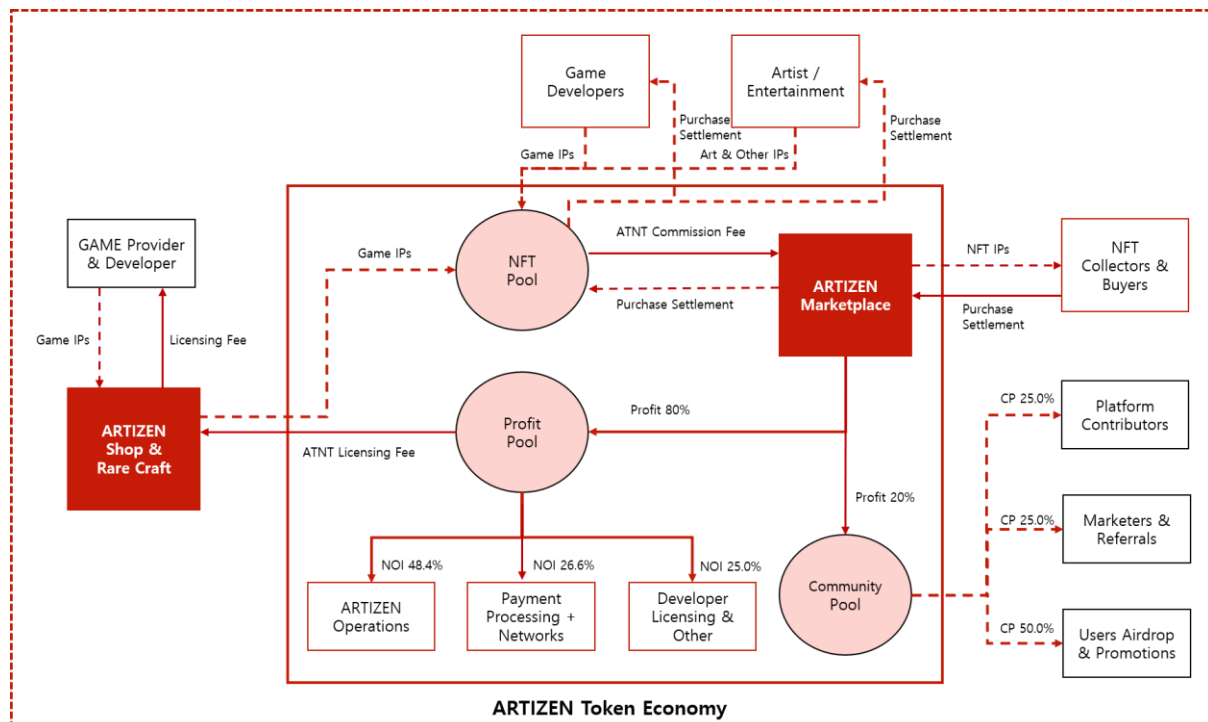 Game
Developers
Artist /
Entertainment
Purchase
Settlement
Purchase
Settlement
Game IPs
Art & Other IPs
GAME Provider
& Developer
Game IPs
NFT
Pool
ATNT Commission Fee
Purchase Settlement
ARTIZEN
Marketplace
NFT IPs
Purchase
Settlement
NFT
Collectors &
Buyers
Game IPs
Licensing Fee
ARTIZEN
Shop &
Rare Craft
ATNT Licensing Fee
Profit
Pool
Profit 80%
Profit 20%
CP 25.0%
Platform
Contributors
CP 25.0%
Marketers &
Referrals
CP 50.0%
Users Airdrop
& Promotions
NOI 48.4%
NOI 26.6%
NOI 25.0%
ARTIZEN
Operations
Payment
Processing +
Networks
Developer
Licensing &
Other
Community
Pool
ARTIZEN Token Economy